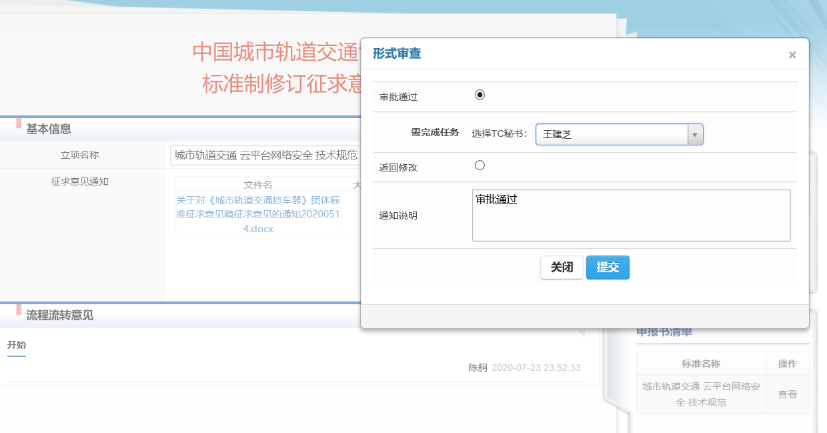 中国城市轨道交通
标准制修订征求意
基本信息
立项名称
城市轨道交通 云平台网络安全 技术规范
征求意见通知
文件名
大
关于对《城市轨道交通挡车器》团体标
准征求意见稿征求意见的通知2020051
4.docx
流程流转意见
开始
陈舸 2020-07-23 23:52:33
形式审查
×
审批通过
需完成任务 选择TC秘书: 王建芝
返回修改
通知说明
审批通过
关闭 提交
申报书清单
标准名称 操作
城市轨道交通 云平台网络安
全 技术规范
查看